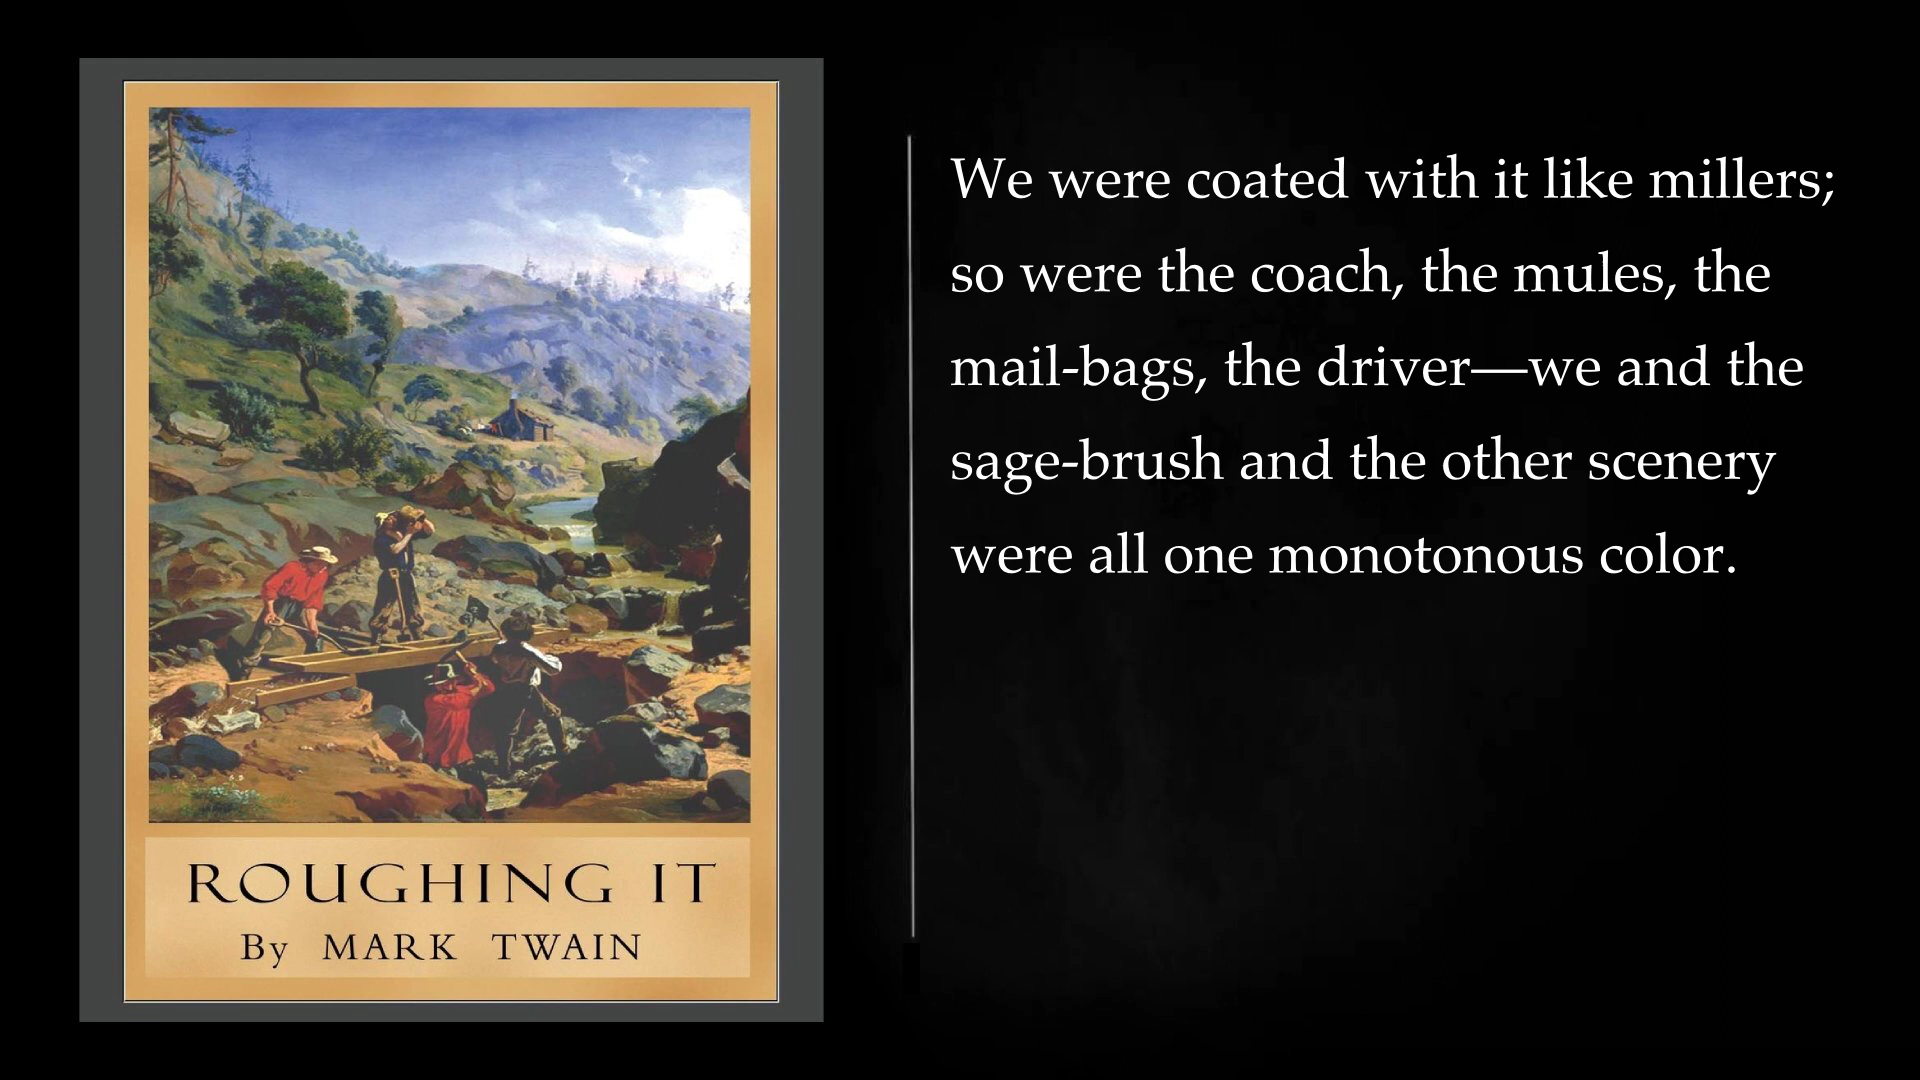 ROUGHING IT
By MARK TWAIN
We were coated with it like millers;
so were the coach, the mules, the
mail-bags, the driver—we and the
sage-brush and the other scenery
were all one monotonous color.